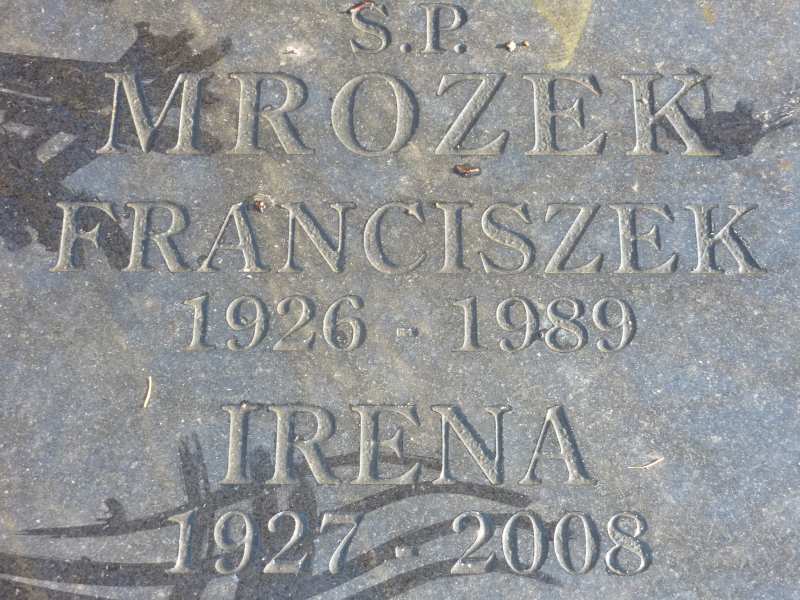 Ś.P.
MROZEK
FRANCISZEK
1926 - 1989
IRENA
1927 - 2008